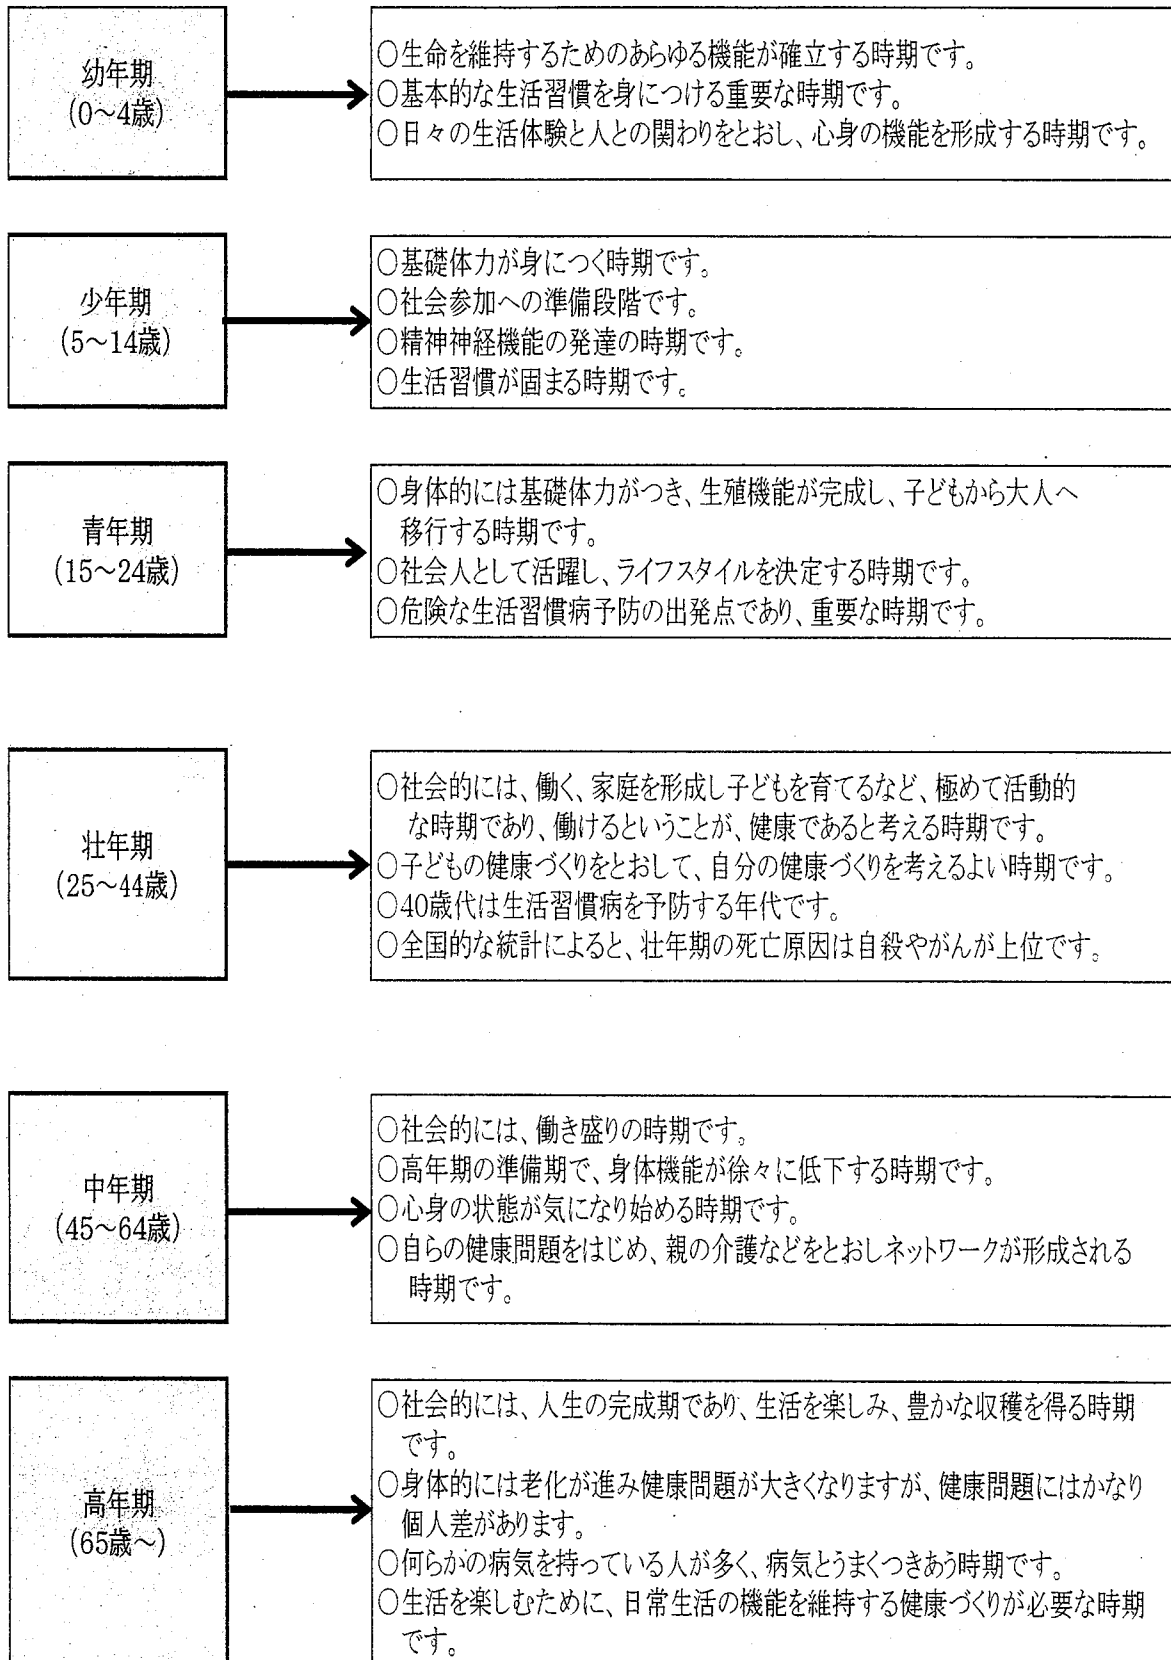 幼年期
(0～4歳)
○生命を維持するためのあらゆる機能が確立する時期です。
○基本的な生活習慣を身につける重要な時期です。
○日々の生活体験と人との関わりをとおし、心身の機能を形成する時期です。
少年期
(5～14歳)
○基礎体力が身につく時期です。
○社会参加への準備段階です。
○精神神経機能の発達の時期です。
○生活習慣が固まる時期です。
青年期
(15～24歳)
○身体的には基礎体力がつき、生殖機能が完成し、子どもから大人へ
移行する時期です。
○社会人として活躍し、ライフスタイルを決定する時期です。
○危険な生活習慣病予防の出発点であり、重要な時期です。
壮年期
(25～44歳)
○社会的には、働く、家庭を形成し子どもを育てるなど、極めて活動的
な時期であり、働けるということが、健康であると考える時期です。
○子どもの健康づくりをとおして、自分の健康づくりを考えるよい時期です。
○40歳代は生活習慣病を予防する年代です。
○全国的な統計によると、壮年期の死亡原因は自殺やがんが上位です。
中年期
(45～64歳)
○社会的には、働き盛りの時期です。
○高年期の準備期で、身体機能が徐々に低下する時期です。
○心身の状態が気になり始める時期です。
○自らの健康問題をはじめ、親の介護などをとおしネットワークが形成される
時期です。
高年期
(65歳～)
○社会的には、人生の完成期であり、生活を楽しみ、豊かな収穫を得る時期
です。
○身体的には老化が進み健康問題が大きくなりますが、健康問題にはかなり
個人差があります。
○何らかの病気を持っている人が多く、病気とうまくつきあう時期です。
○生活を楽しむために、日常生活の機能を維持する健康づくりが必要な時期
です。